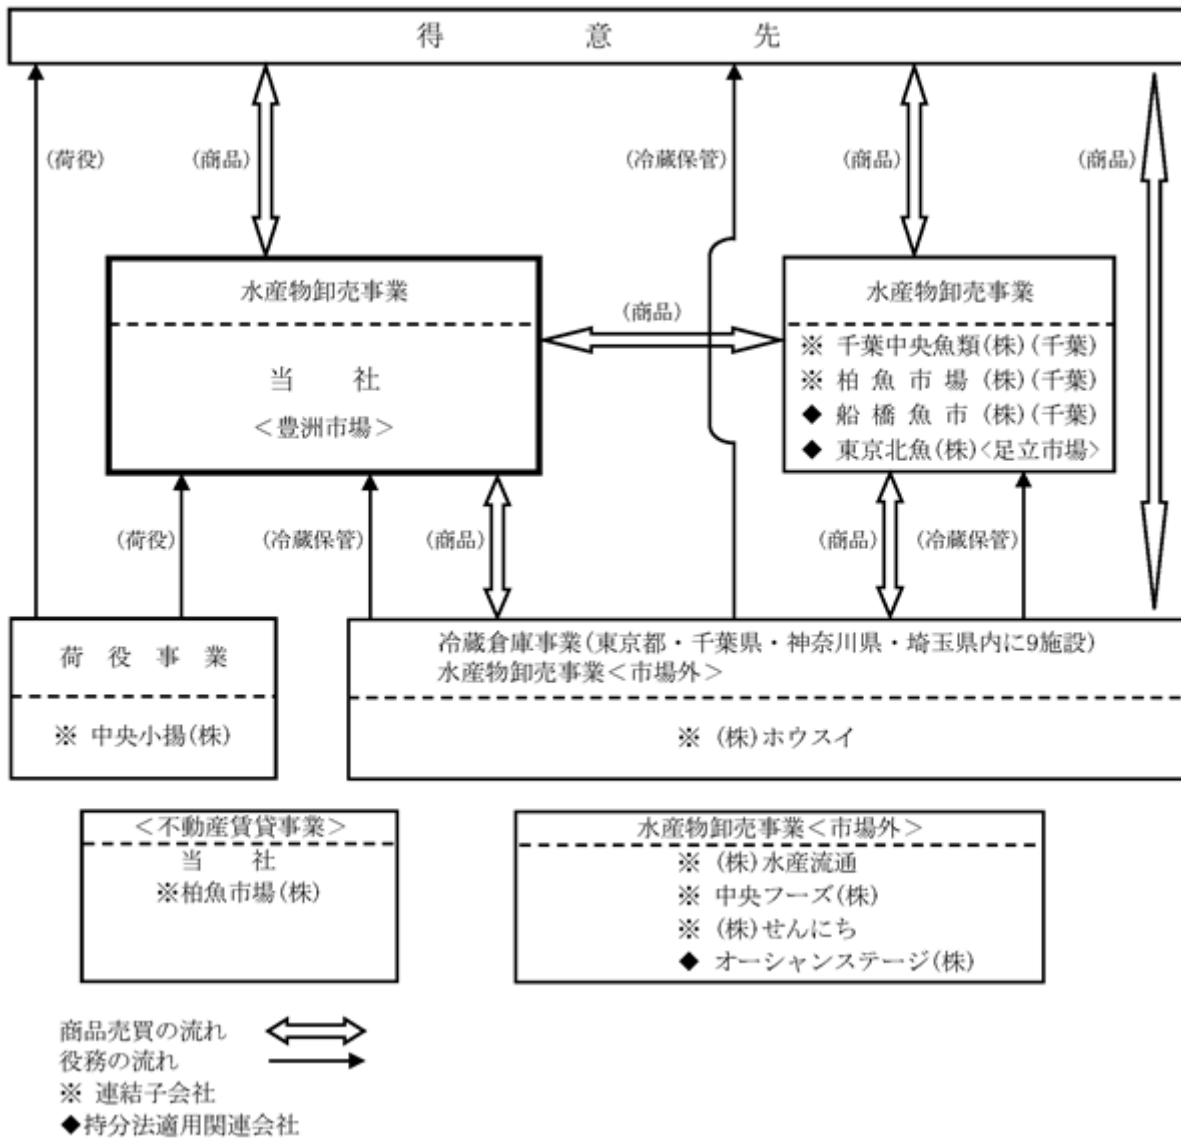 得意先
(荷役)
(商品)
(冷蔵保管)
(商品)
(商品)
水産物卸売事業
当社
<豊洲市場>
(商品)
水産物卸売事業
※ 千葉中央魚類(株)(千葉)
※ 柏魚市場(株)(千葉)
◆ 船橋魚市(株)(千葉)
◆ 東京北魚(株)<足立市場>
(荷役)
(冷蔵保管)
(商品)
(商品)
(冷蔵保管)
荷役事業
※ 中央小揚(株)
冷蔵倉庫事業(東京都・千葉県・神奈川県・埼玉県内に9施設)
水産物卸売事業<市場外>
※ (株)ホウスイ
<不動産賃貸事業>
当社
※柏魚市場(株)
水産物卸売事業<市場外>
※ (株)水産流通
※ 中央フーズ(株)
※ (株)せんにち
◆ オーシャンステージ(株)
商品売買の流れ
役務の流れ
※ 連結子会社
◆持分法適用関連会社